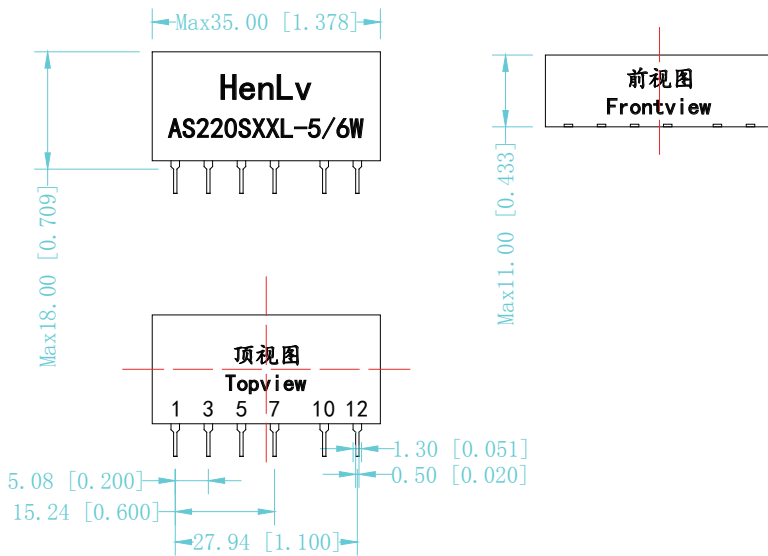 Max35.00 [1.378]
HenLv
AS220SXXL-5/6W
Max18.00 [0.709]
前视图
Frontview
Max11.00 [0.433]
顶视图
Topview
1 3 5 7 10 12
1.30 [0.051]
0.50 [0.020]
5.08 [0.200]
15.24 [0.600]
27.94 [1.100]